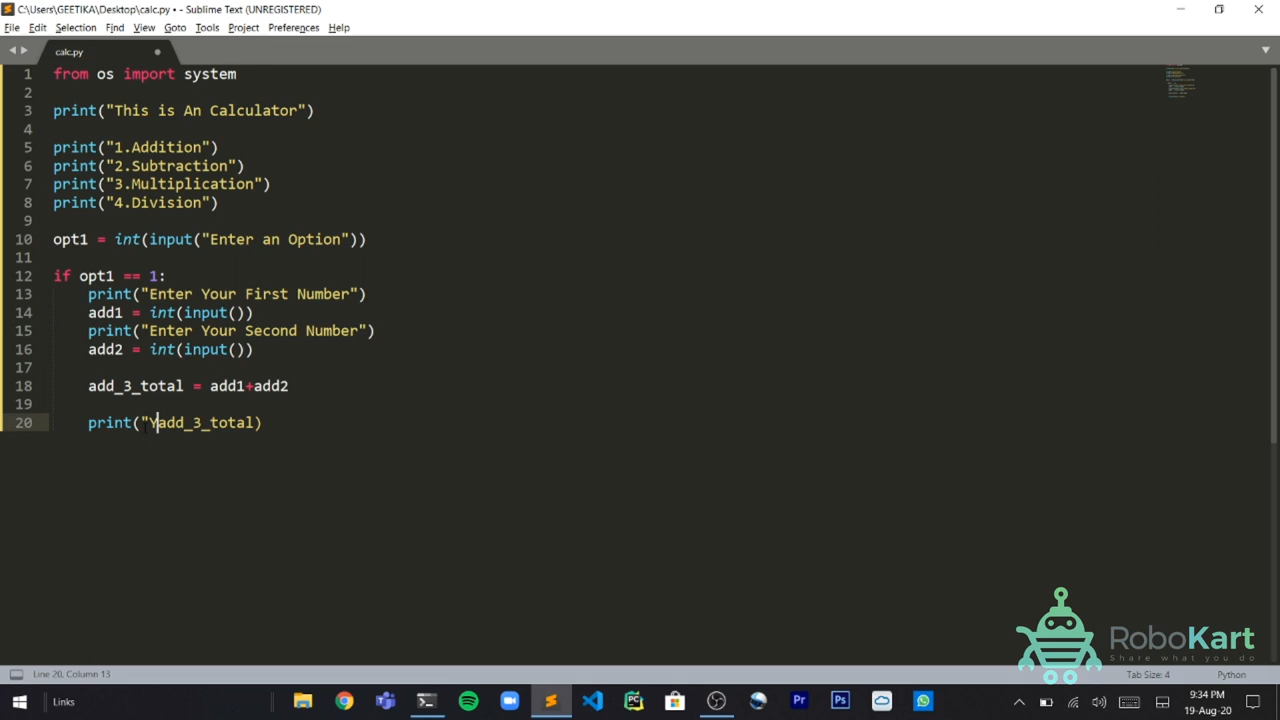 C:\Users\GEETIKA\Desktop\calc.py • - Sublime Text (UNREGISTERED)
File Edit Selection Find View Goto Tools Project Preferences Help
calc.py
1 from os import system
2
3 print("This is An Calculator")
4
5 print("1.Addition")
6 print("2.Subtraction")
7 print("3.Multiplication")
8 print("4.Division")
9
10 opt1 = int(input("Enter an Option"))
11
12 if opt1 == 1:
13 print("Enter Your First Number")
14 add1 = int(input())
15 print("Enter Your Second Number")
16 add2 = int(input())
17
18 add_3_total = add1+add2
19
20 print("Yadd_3_total)
RoboKart
Share what you do
Line 20, Column 13 Tab Size: 4 Python
Links PC Pr Ps 9:34 PM
19-Aug-20